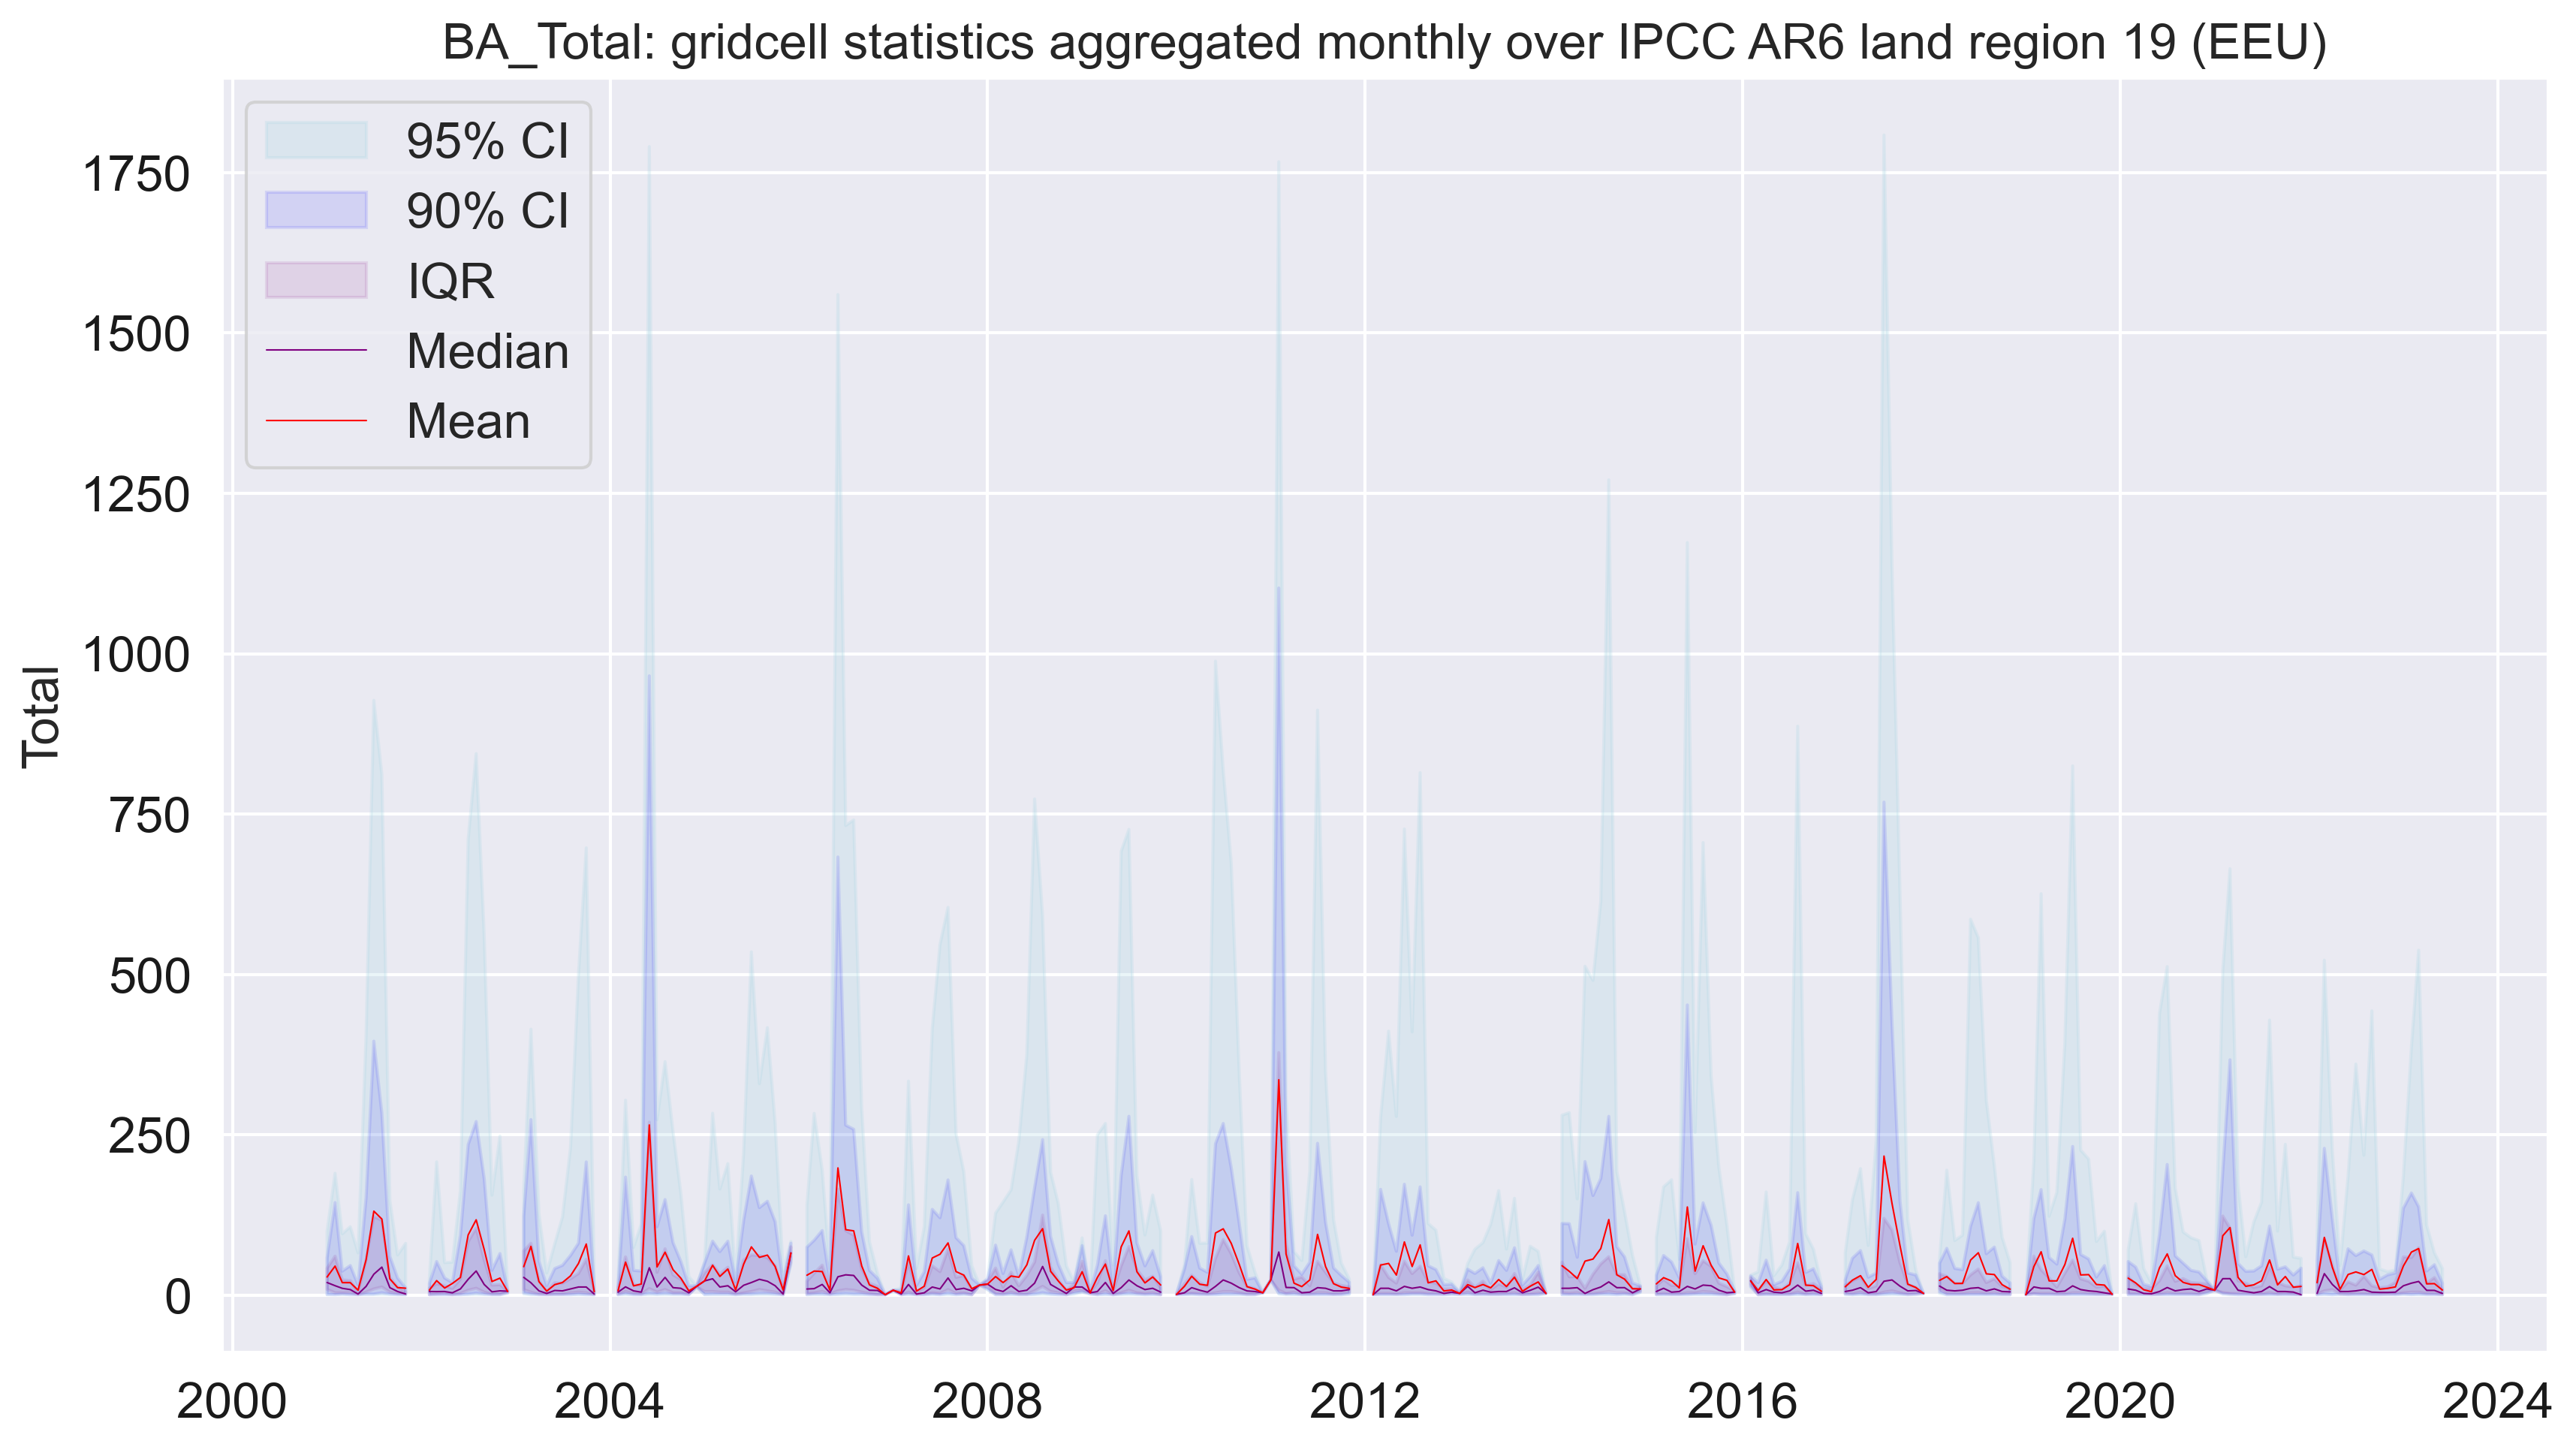 BA_Total: gridcell statistics aggregated monthly over IPCC AR6 land region 19 (EEU)
95% CI
90% CI
IQR
Median
Mean
Total
1750
1500
1250
1000
750
500
250
0
2000 2004 2008 2012 2016 2020 2024